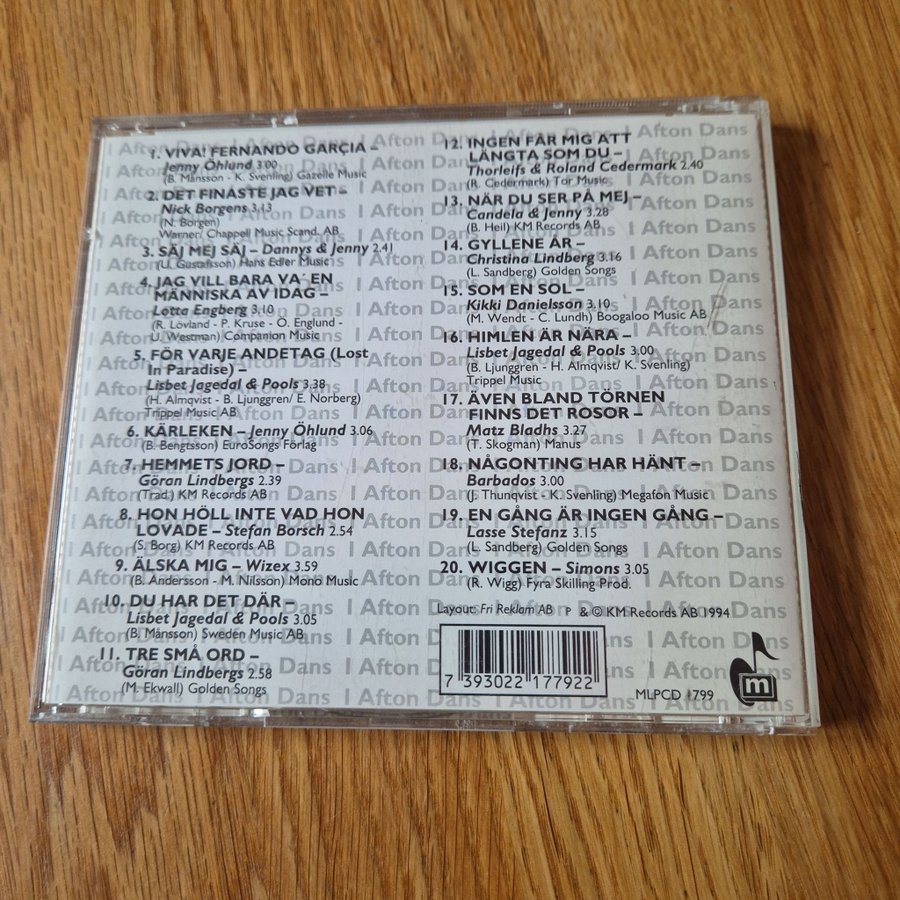 1. VIVA! FERNANDO GARÇIA –
Jenny Öhlund 3.00
(B. Månsson - K. Svenling) Gazelle Music
2. DET FINASTE JAG VET –
Nick Borgens 3.13
(N. Borgen)
Warner/ Chappell Music Scand. AB
3. SÄJ MEJ SÄJ – Dannys & Jenny 2.41
(U. Gustafsson) Hans Edler Music
4. JAG VILL BARA VA´ EN
MÄNNISKA AV IDAG –
Lotta Engberg 3.10
(R. Lövland - P. Kruse - Ö. Englund -
U. Westman) Companion Music
5. FÖR VARJE ANDETAG (Lost
In Paradise) –
Lisbet Jagedal & Pools 3.38
(H. Almqvist - B. Ljunggren/ E. Norberg)
Trippel Music AB
6. KÄRLEKEN – Jenny Öhlund 3.06
(B. Bengtsson) EuroSongs Förlag
7. HEMMETS JORD –
Göran Lindbergs 2.39
(Trad.) KM Records AB
8. HON HÖLL INTE VAD HON
LOVADE – Stefan Borsch 2.54
(S. Borg) KM Records AB
9. ÄLSKA MIG – Wizex 3.59
(B. Andersson - M. Nilsson) Mono Music
10. DU HAR DET DÄR –
Lisbet Jagedal & Pools 3.05
(B. Månsson) Sweden Music AB
11. TRE SMÅ ORD –
Göran Lindbergs 2.58
(M. Ekwall) Golden Songs
12. INGEN FÅR MIG ATT
LÄNGTA SOM DU –
Thorleifs & Roland Cedermark 2.40
(R. Cedermark) Tor Music
13. NÄR DU SER PÅ MEJ –
Candela & Jenny 3.28
(B. Heil) KM Records AB
14. GYLLENE ÅR –
Christina Lindberg 3.16
(L. Sandberg) Golden Songs
15. SOM EN SOL –
Kikki Danielsson 3.10
(M. Wendt - C. Lundh) Boogaloo Music AB
16. HIMLEN ÄR NÄRA –
Lisbet Jagedal & Pools 3.00
(B. Ljunggren - H. Almqvist/ K. Svenling)
Trippel Music
17. ÄVEN BLAND TÖRNEN
FINNS DET ROSOR –
Matz Bladhs 3.27
(T. Skogman) Manus
18. NÅGONTING HAR HÄNT –
Barbados 3.00
(J. Thunqvist - K. Svenling) Megafon Music
19. EN GÅNG ÄR INGEN GÅNG –
Lasse Stefanz 3.15
(L. Sandberg) Golden Songs
20. WIGGEN – Simons 3.05
(R. Wigg) Fyra Skilling Prod.
Layout: Fri Reklam AB P & © KM Records AB 1994
7 393022 177922
MLPCD 1799
m
I Afton Dans